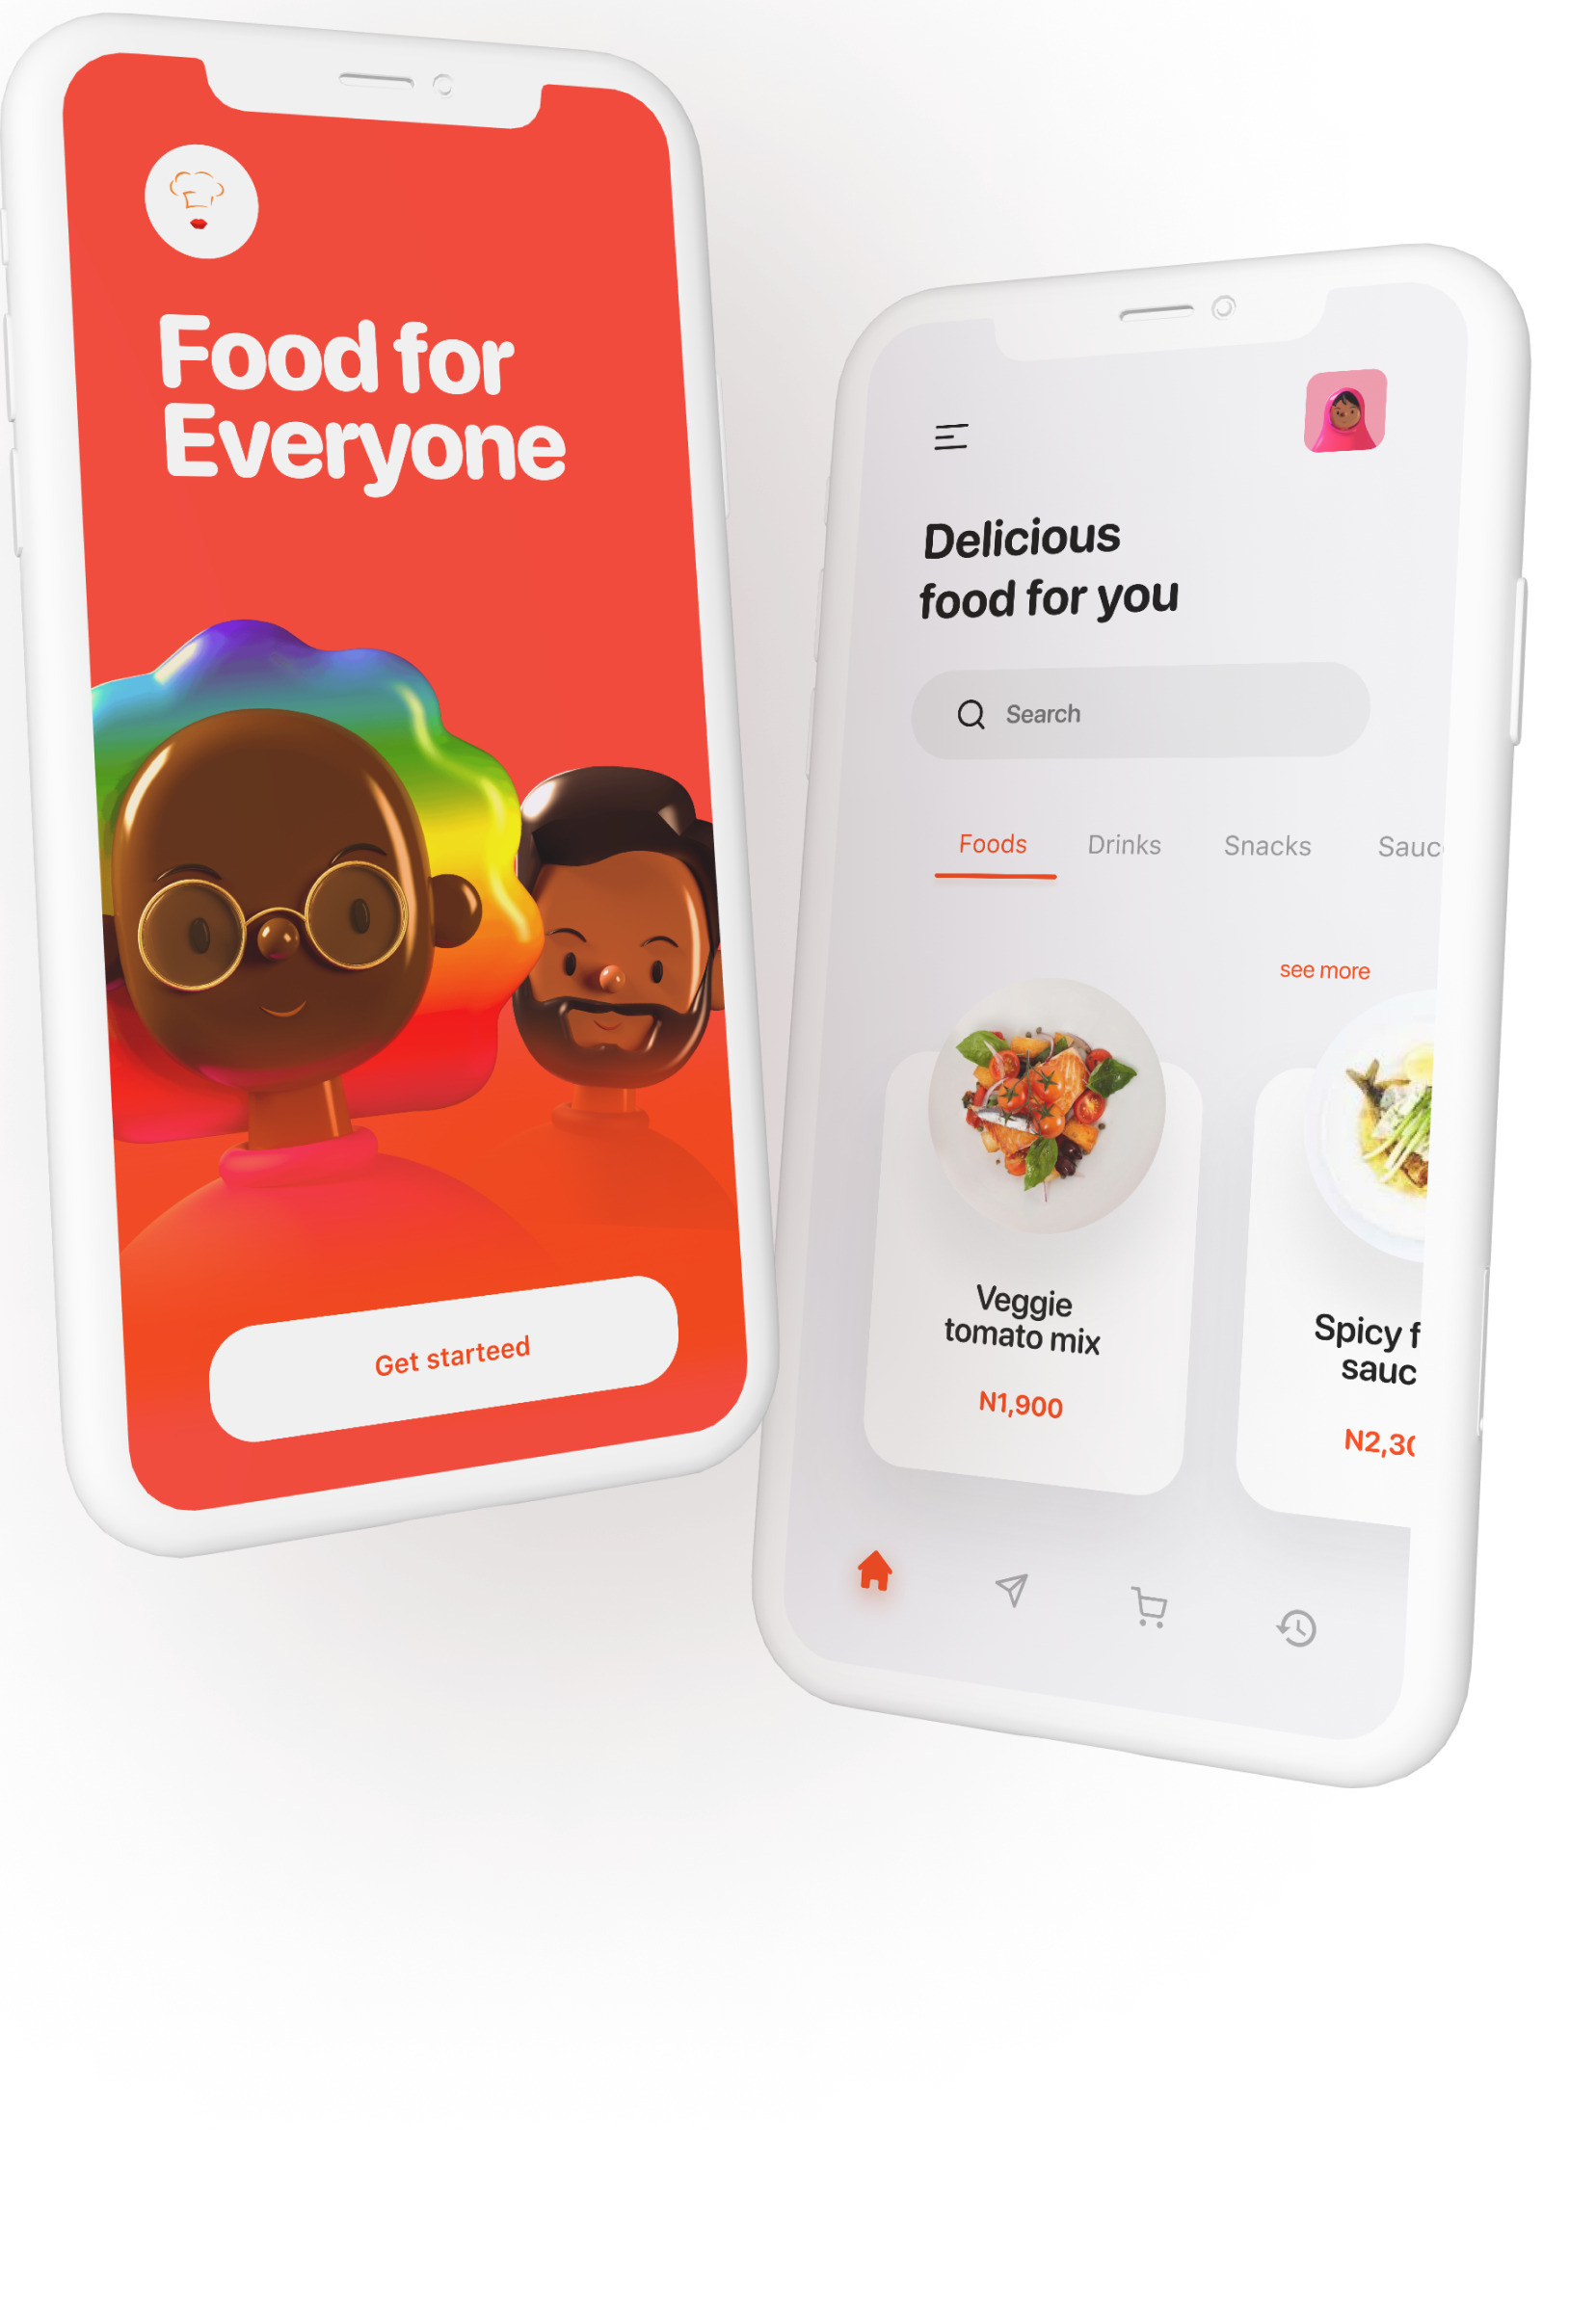 Food for
Everyone
Get starteed
Delicious
food for you
Search
Foods Drinks Snacks Sauc
see more
Veggie
tomato mix
N1,900
Spicy f
sauc
N2,30